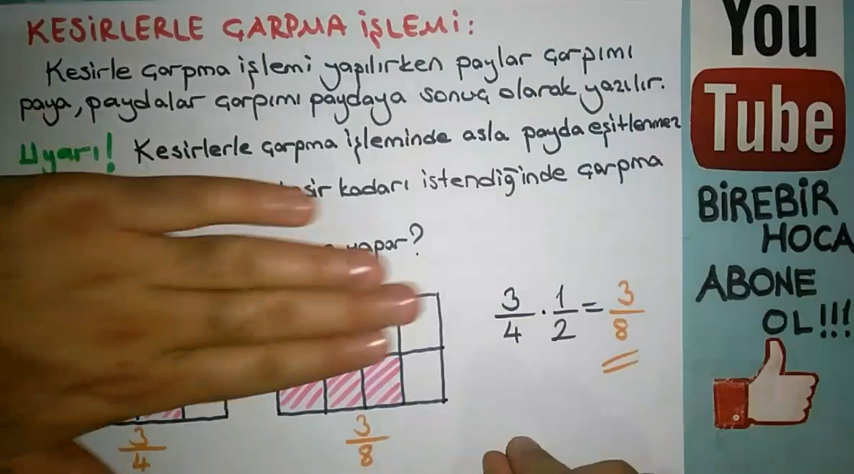 KESİRLERLE ÇARPMA İŞLEMİ:
Kesirle çarpma işlemi yapılırken paylar çarpımı
paya, paydalar çarpımı paydaya sonuç olarak yazılır.
Uyarı! Kesirlerle çarpma işleminde asla payda eşitlenmez
kadarı istendiğinde çarpma
yapar?
3/4 · 1/2 = 3/8
3/4
3/8
You
Tube
BİREBİR
HOCA
ABONE
OL!!!